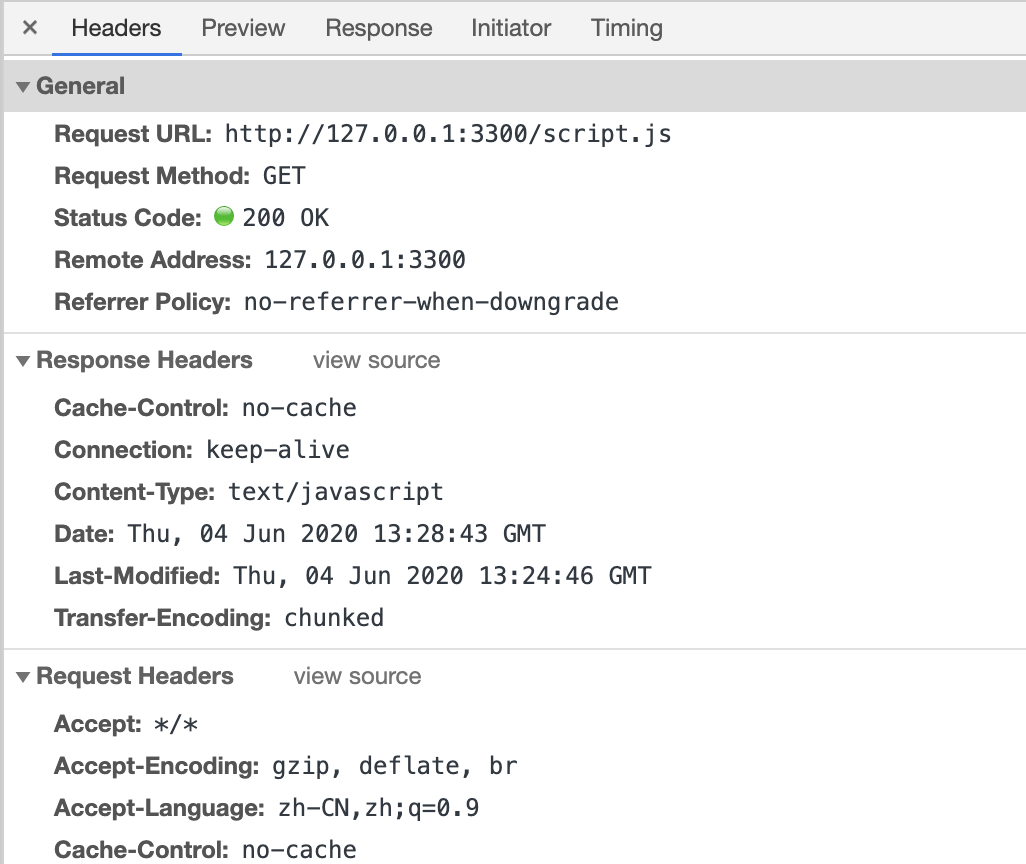 × Headers Preview Response Initiator Timing
▼ General
Request URL: http://127.0.0.1:3300/script.js
Request Method: GET
Status Code: 200 OK
Remote Address: 127.0.0.1:3300
Referrer Policy: no-referrer-when-downgrade
▼ Response Headers view source
Cache-Control: no-cache
Connection: keep-alive
Content-Type: text/javascript
Date: Thu, 04 Jun 2020 13:28:43 GMT
Last-Modified: Thu, 04 Jun 2020 13:24:46 GMT
Transfer-Encoding: chunked
▼ Request Headers view source
Accept: */*
Accept-Encoding: gzip, deflate, br
Accept-Language: zh-CN,zh;q=0.9
Cache-Control: no-cache